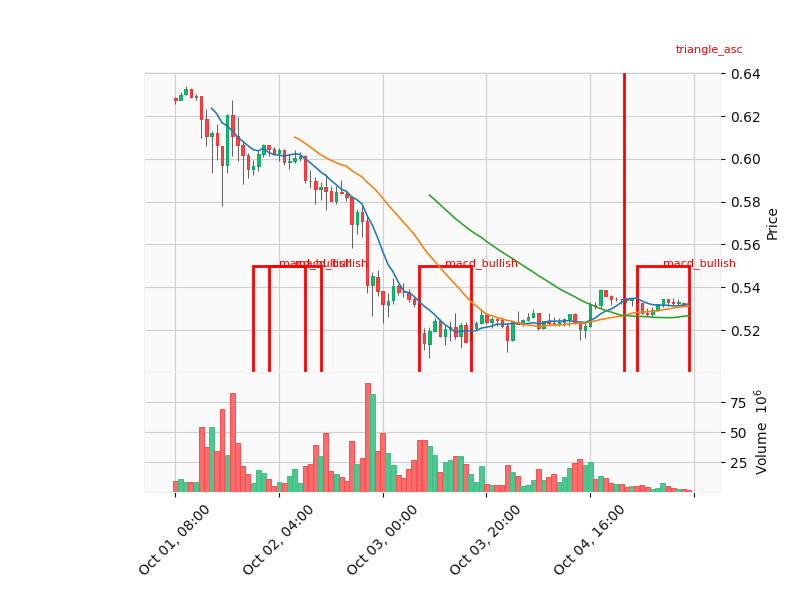 triangle_asc
0.64
0.62
0.60
0.58
0.56
0.54
0.52
Price
macd_bullish
macd_bullish
macd_bullish
macd_bullish
75
50
25
Volume 10^6
Oct 01, 08:00
Oct 02, 04:00
Oct 03, 00:00
Oct 03, 20:00
Oct 04, 16:00